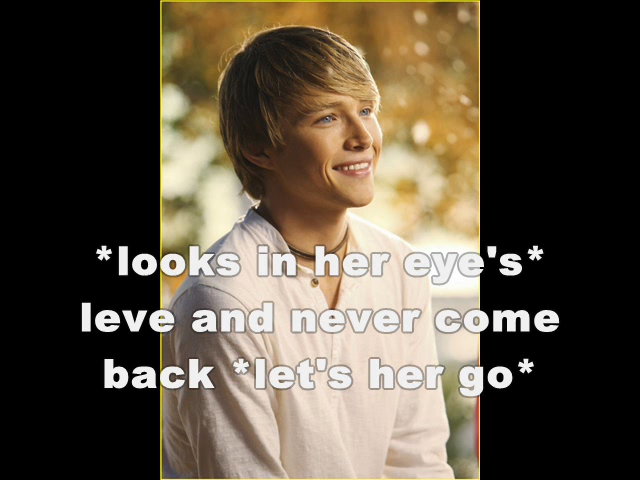 *looks in her eye's*
leve and never come
back *let's her go*